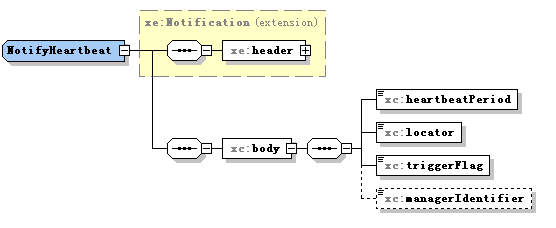 xe:Notification (extension)
NotifyHeartbeat
xe:header
xc:heartbeatPeriod
xc:locator
xc:body
xc:triggerFlag
xc:managerIdentifier